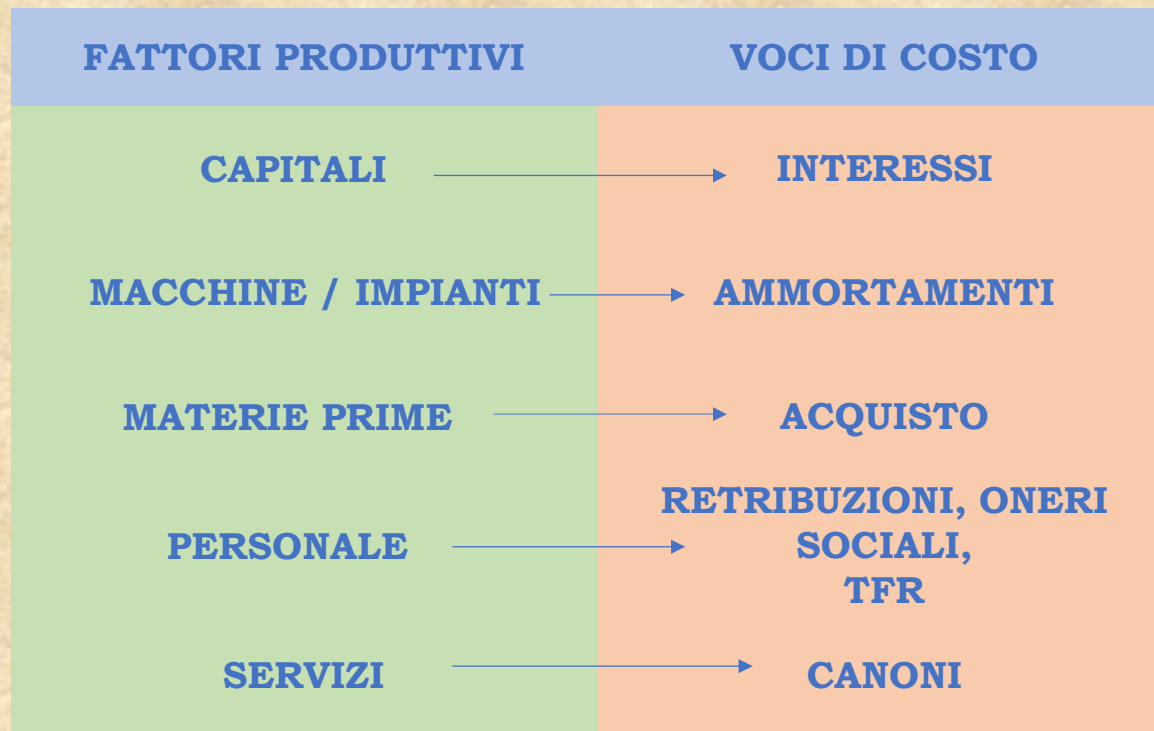 FATTORI PRODUTTIVI
VOCI DI COSTO
CAPITALI
INTERESSI
MACCHINE / IMPIANTI
AMMORTAMENTI
MATERIE PRIME
ACQUISTO
PERSONALE
RETRIBUZIONI, ONERI
SOCIALI,
TFR
SERVIZI
CANONI